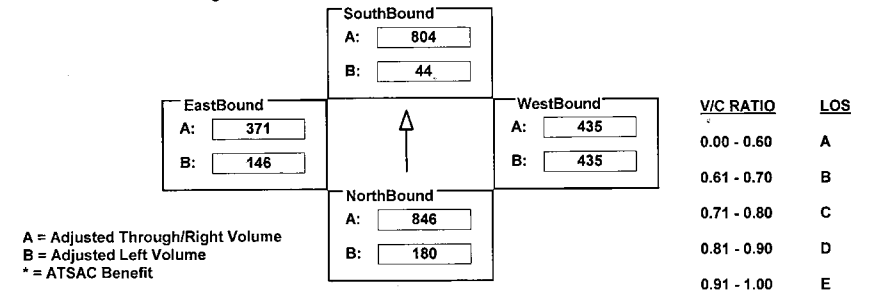 SouthBound
A: 804
B: 44
EastBound
A: 371
B: 146
WestBound
A: 435
B: 435
NorthBound
A: 846
B: 180
A = Adjusted Through/Right Volume
B = Adjusted Left Volume
* = ATSAC Benefit
V/C RATIO LOS
0.00 - 0.60 A
0.61 - 0.70 B
0.71 - 0.80 C
0.81 - 0.90 D
0.91 - 1.00 E